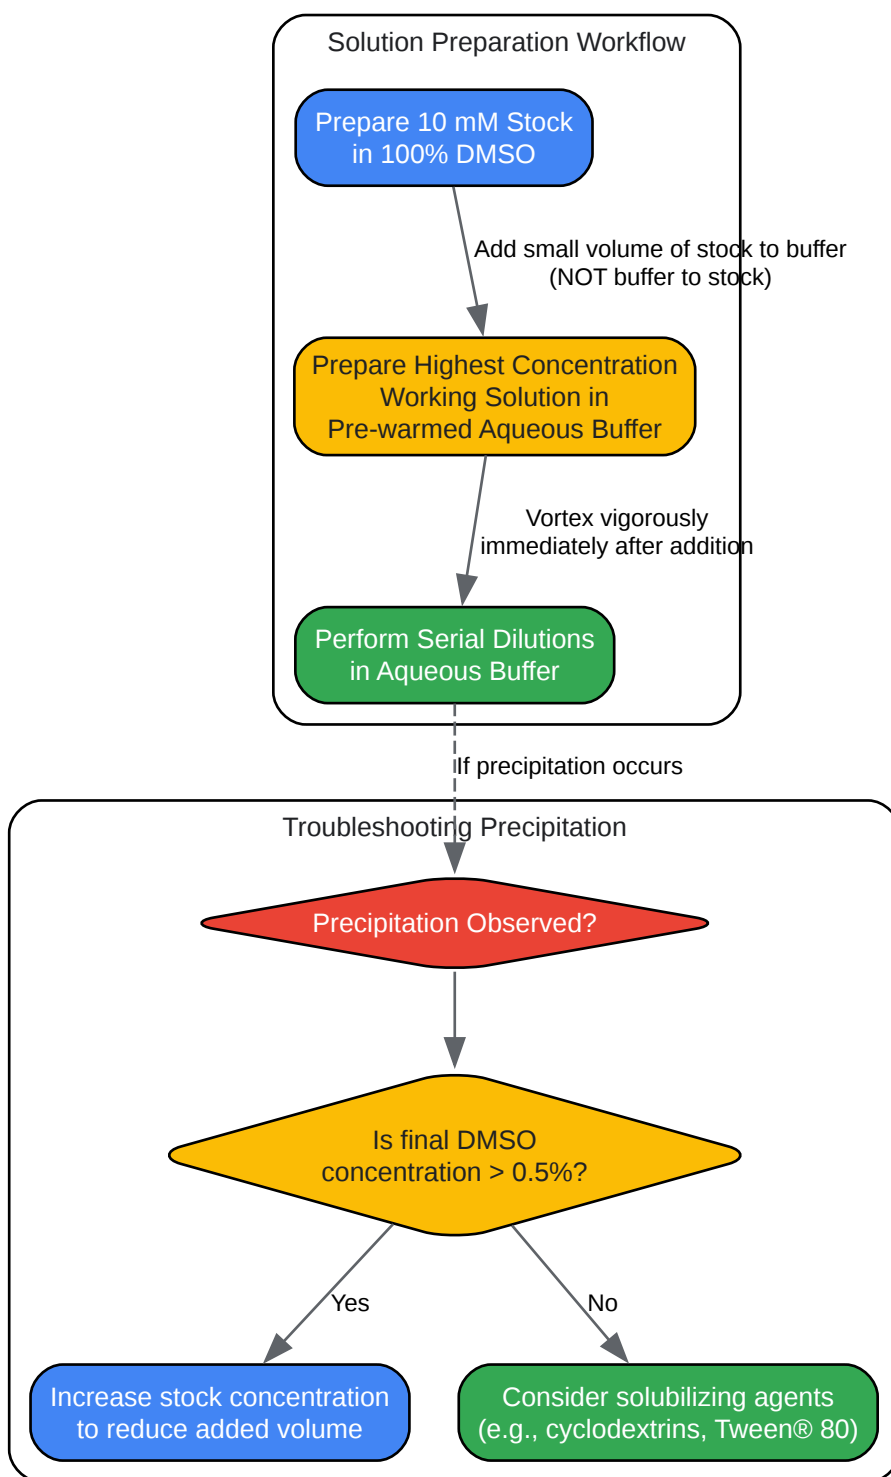 Solution Preparation Workflow
Prepare 10 mM Stock
in 100% DMSO
Add small volume of stock to buffer
(NOT buffer to stock)
Prepare Highest Concentration
Working Solution in
Pre-warmed Aqueous Buffer
Vortex vigorously
immediately after addition
Perform Serial Dilutions
in Aqueous Buffer
If precipitation occurs
Troubleshooting Precipitation
Precipitation Observed?
Is final DMSO
concentration > 0.5%?
Yes
No
Increase stock concentration
to reduce added volume
Consider solubilizing agents
(e.g., cyclodextrins, Tween® 80)